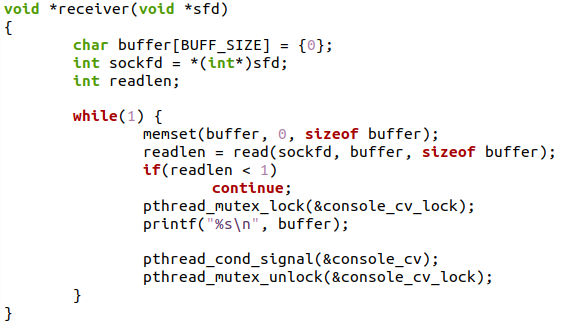 void *receiver(void *sfd)
{
        char buffer[BUFF_SIZE] = {0};
        int sockfd = *(int*)sfd;
        int readlen;

        while(1) {
                memset(buffer, 0, sizeof buffer);
                readlen = read(sockfd, buffer, sizeof buffer);
                if(readlen < 1)
                        continue;
                pthread_mutex_lock(&console_cv_lock);
                printf("%s\n", buffer);

                pthread_cond_signal(&console_cv);
                pthread_mutex_unlock(&console_cv_lock);
        }
}